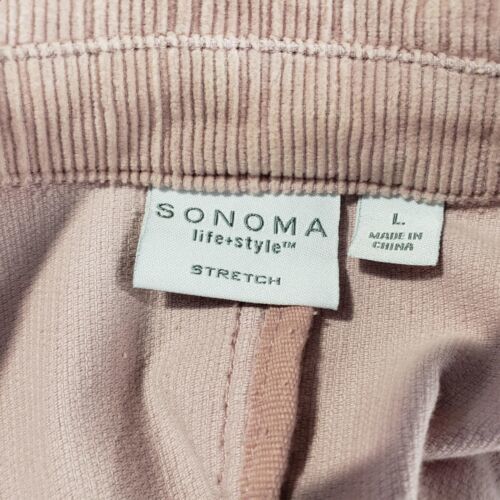 SONOMA
life+style™
STRETCH
L
MADE IN
CHINA